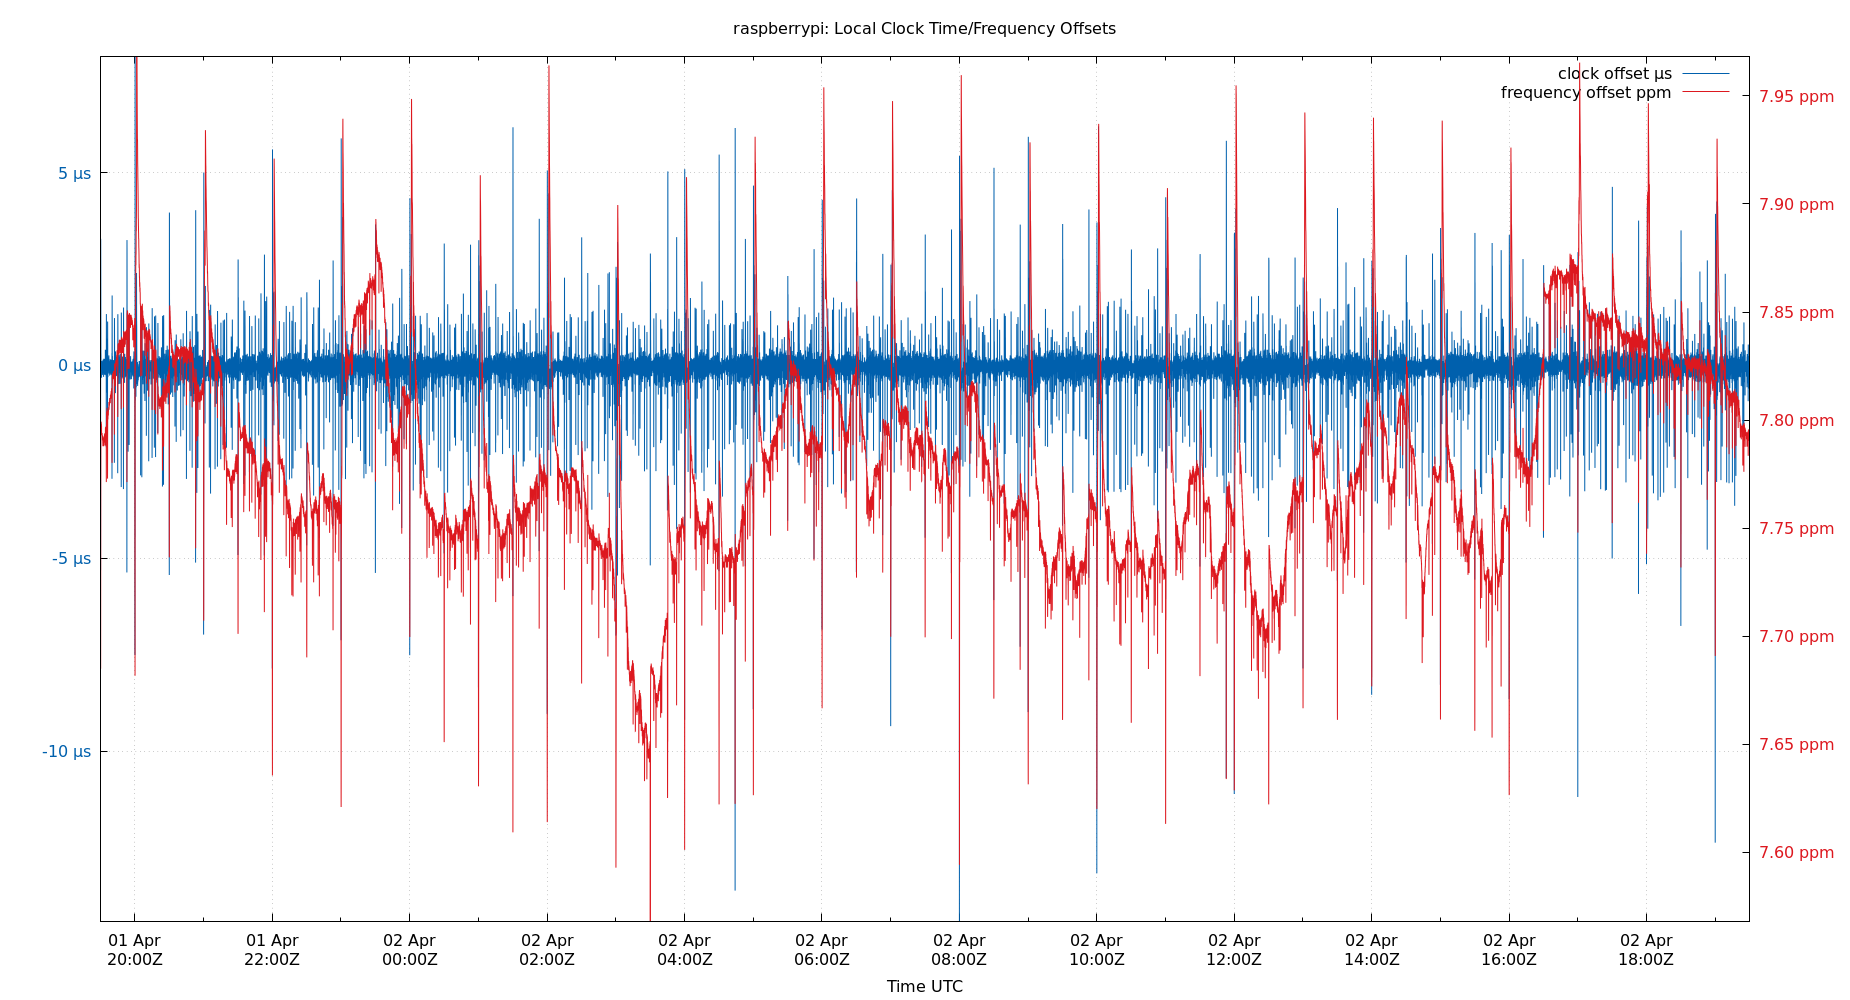 raspberrypi: Local Clock Time/Frequency Offsets
clock offset µs
frequency offset ppm
7.95 ppm
7.90 ppm
5 µs
7.85 ppm
0 µs
7.80 ppm
7.75 ppm
-5 µs
7.70 ppm
7.65 ppm
-10 µs
7.60 ppm
01 Apr 01 Apr 02 Apr 02 Apr 02 Apr 02 Apr 02 Apr 02 Apr 02 Apr 02 Apr 02 Apr 02 Apr
20:00Z 22:00Z 00:00Z 02:00Z 04:00Z 06:00Z 08:00Z 10:00Z 12:00Z 14:00Z 16:00Z 18:00Z
Time UTC